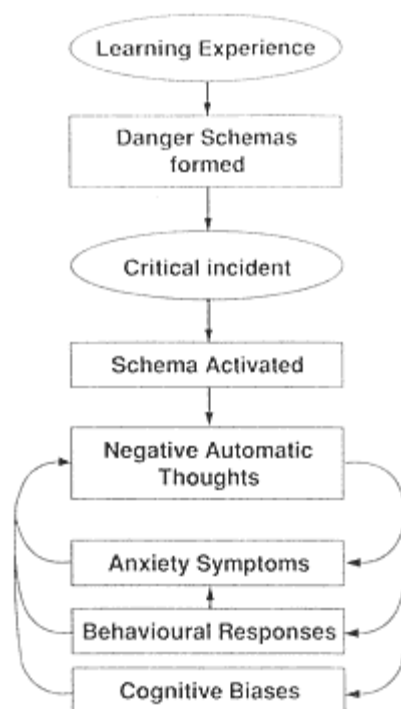 Learning Experience
Danger Schemas
formed
Critical incident
Schema Activated
Negative Automatic
Thoughts
Anxiety Symptoms
Behavioural Responses
Cognitive Biases